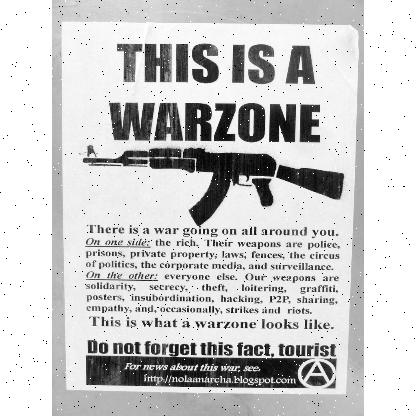 THIS IS A
WARZONE
There is a war going on all around you.
On one side: the rich. Their weapons are police,
prisons, private property, laws, fences, the circus
of politics, the corporate media, and surveillance.
On the other: everyone else. Our weapons are
solidarity, secrecy, theft, loitering, graffiti,
posters, insubordination, hacking, P2P, sharing,
empathy, and, occasionally, strikes and riots.
This is what a warzone looks like.
Do not forget this fact, tourist
For news about this war, see:
http://nolaanarcha.blogspot.com